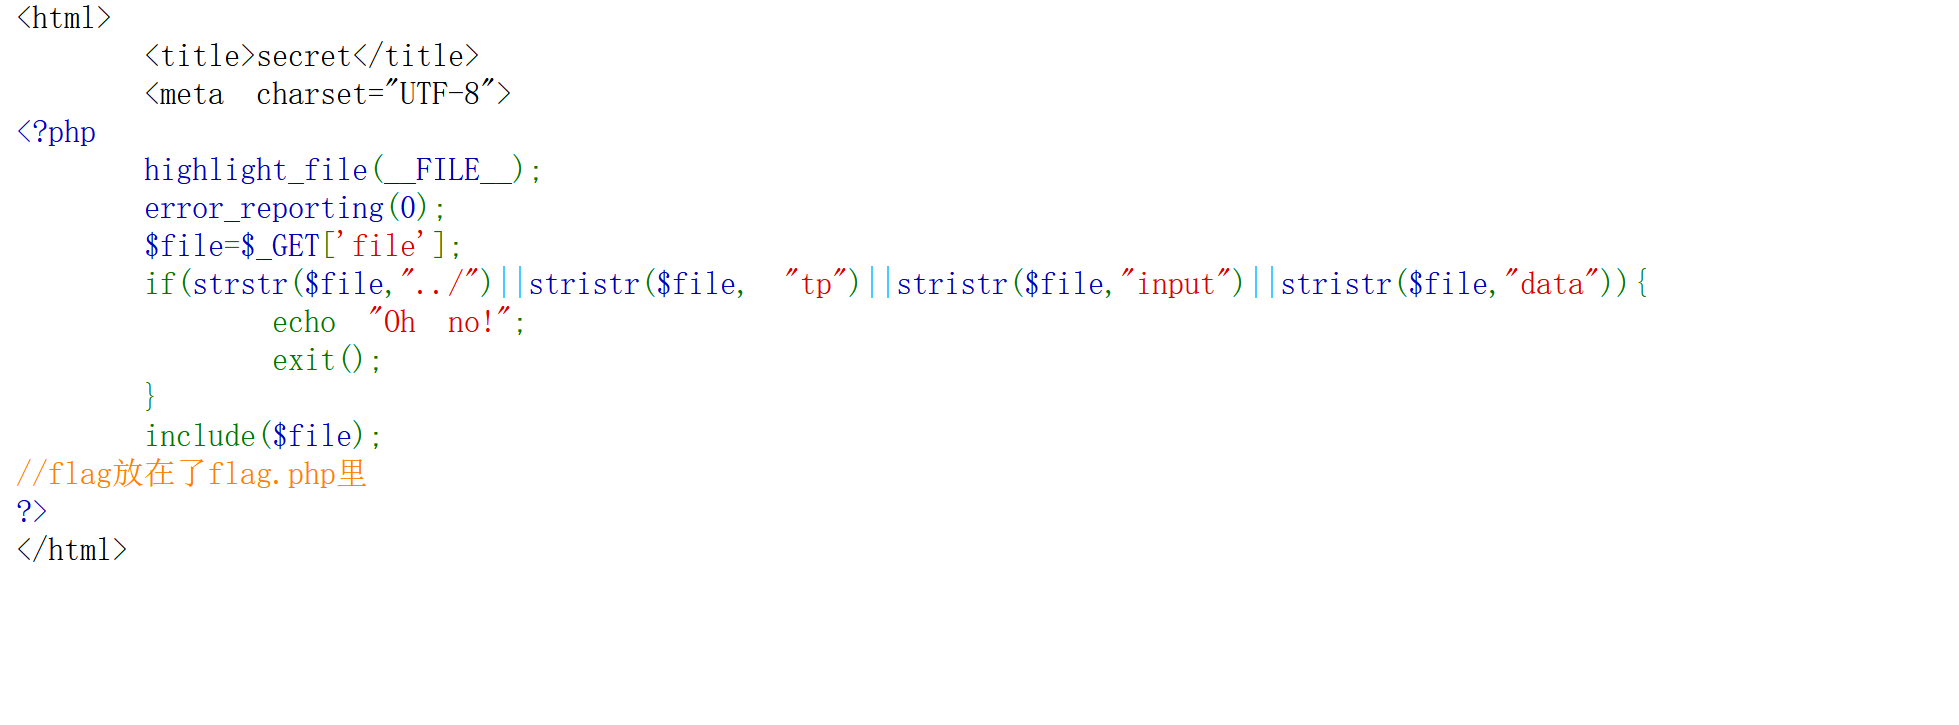 <html>
<title>secret</title>
<meta charset="UTF-8">
<?php
highlight_file(__FILE__);
error_reporting(0);
$file=$_GET['file'];
if(strstr($file,"../")||stristr($file, "tp")||stristr($file,"input")||stristr($file,"data")){
echo "Oh no!";
exit();
}
include($file);
//flag放在了flag.php里
?>
</html>